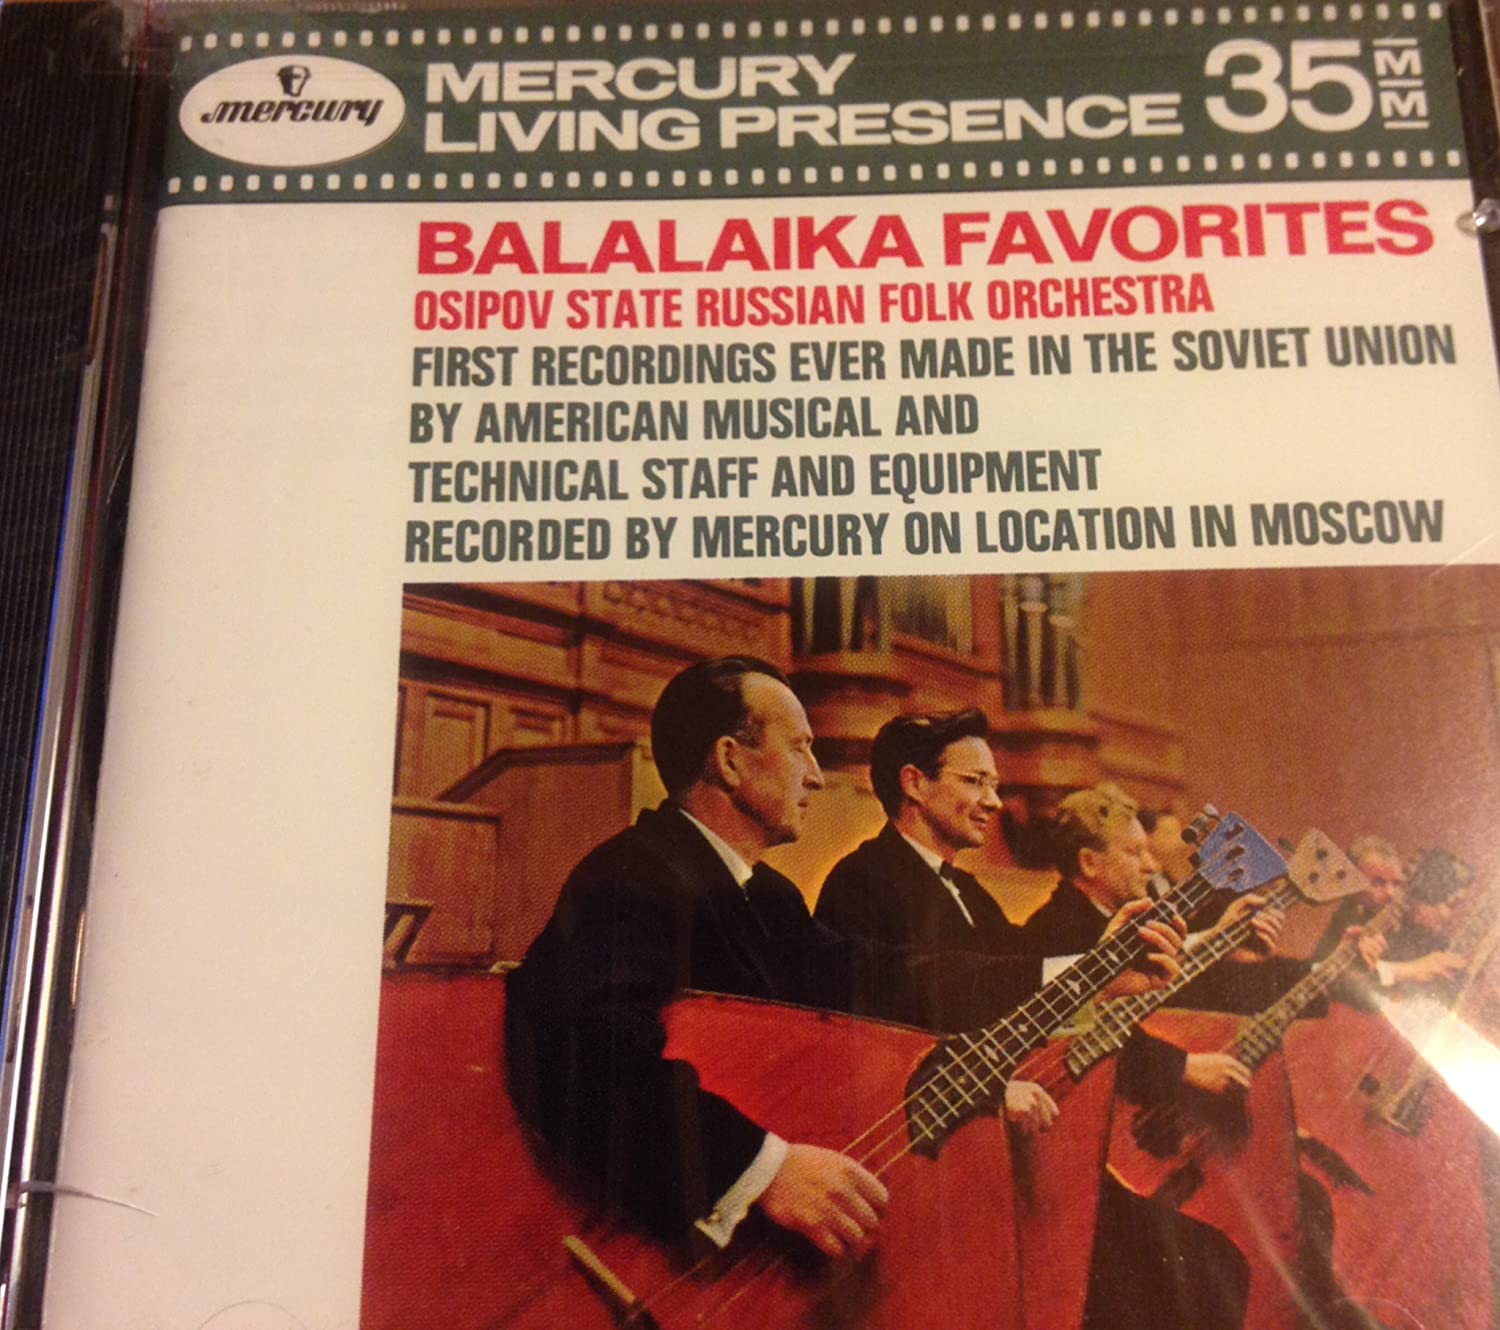 mercury
MERCURY
LIVING PRESENCE 35MM
BALALAIKA FAVORITES
OSIPOV STATE RUSSIAN FOLK ORCHESTRA
FIRST RECORDINGS EVER MADE IN THE SOVIET UNION
BY AMERICAN MUSICAL AND
TECHNICAL STAFF AND EQUIPMENT
RECORDED BY MERCURY ON LOCATION IN MOSCOW